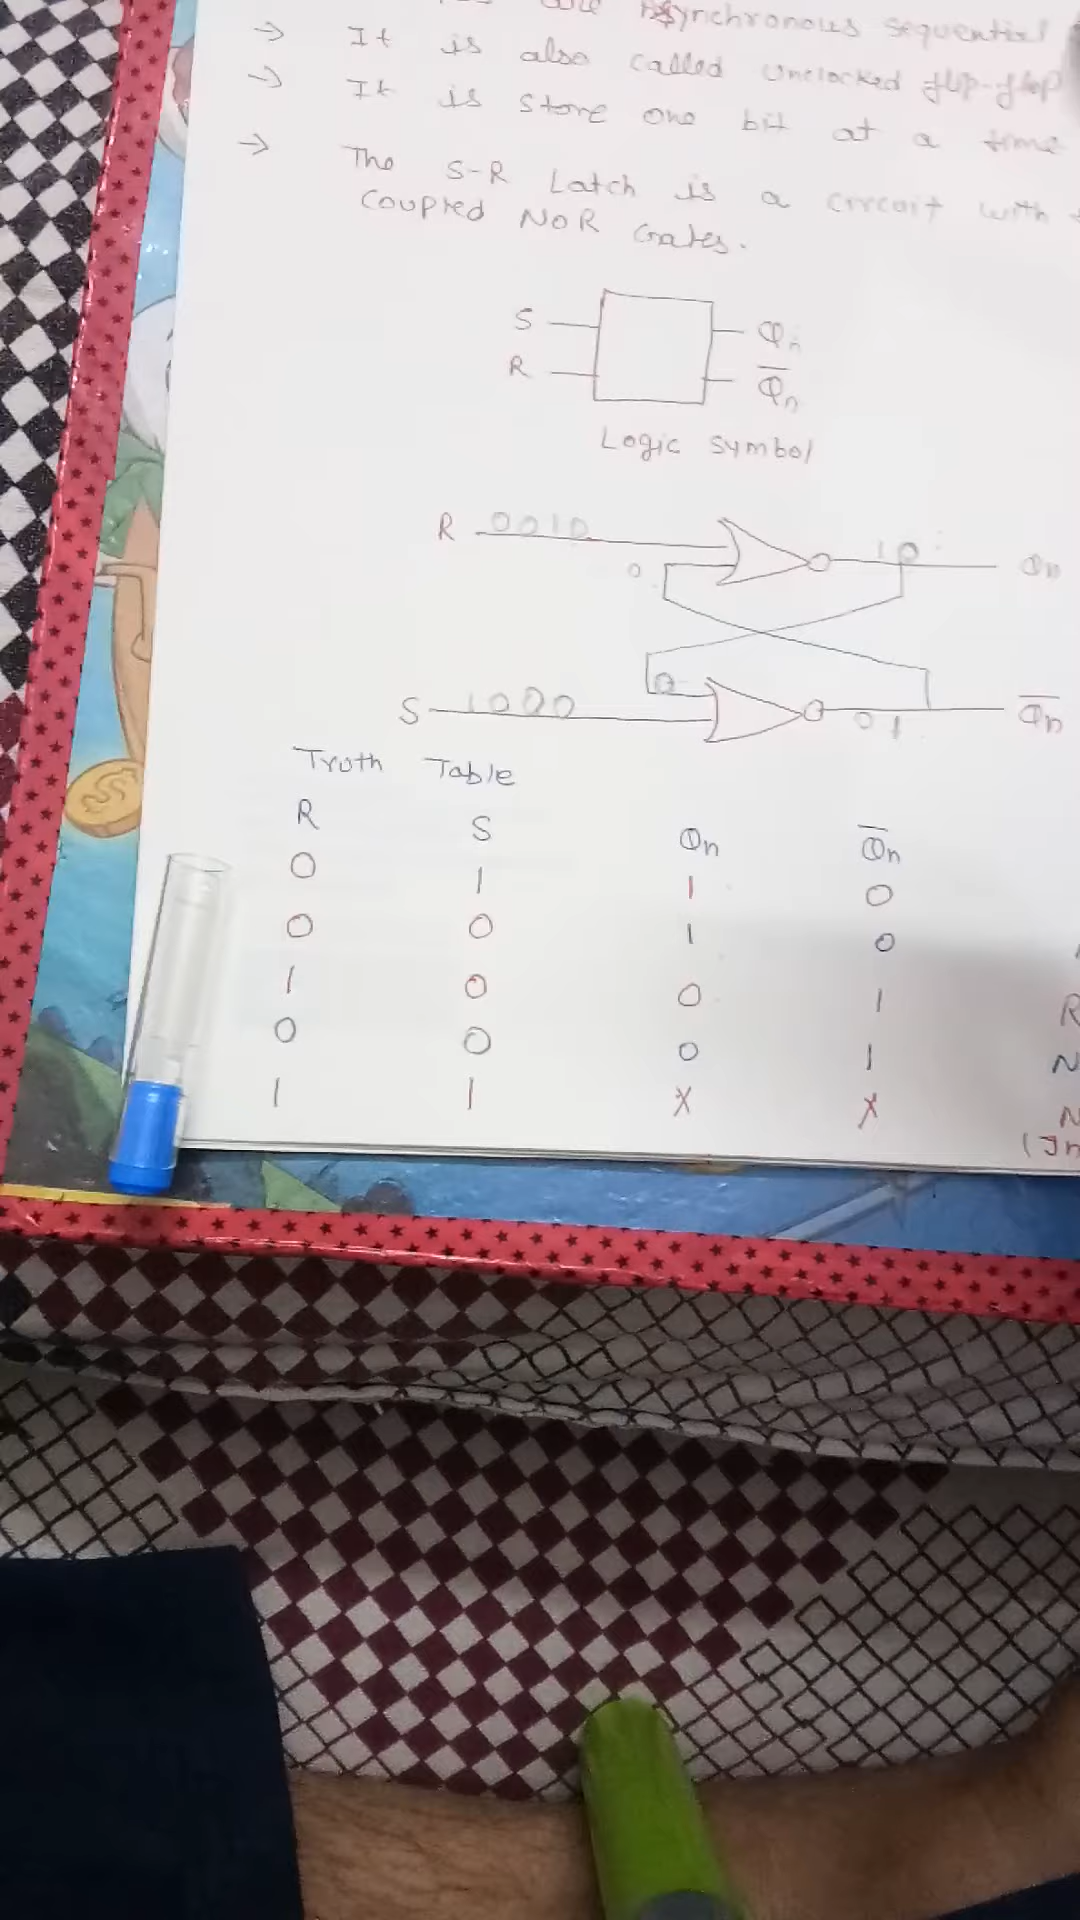 Asynchronous sequential
→ It is also called unclocked flip-flop
→ It is store one bit at a time
→ The S-R Latch is a circuit with
Coupled NOR Gates.
S Qn
R Q̅n
Logic Symbol
R 0010 10 Qn
0
0
S 1000 01 Q̅n
Truth Table
R S Qn Q̅n
0 1 1 0
0 0 1 0
1 0 0 1 R
0 0 0 1 N
1 1 X X N
(In